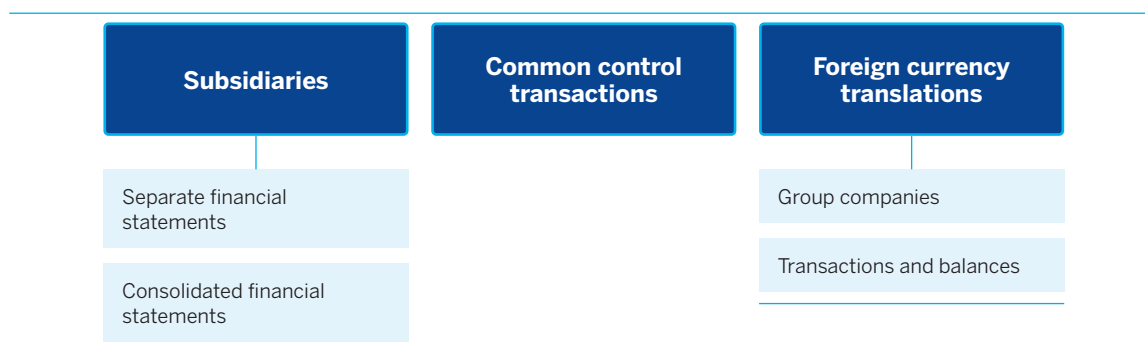 Subsidiaries
Separate financial
statements
Consolidated financial
statements
Common control
transactions
Foreign currency
translations
Group companies
Transactions and balances